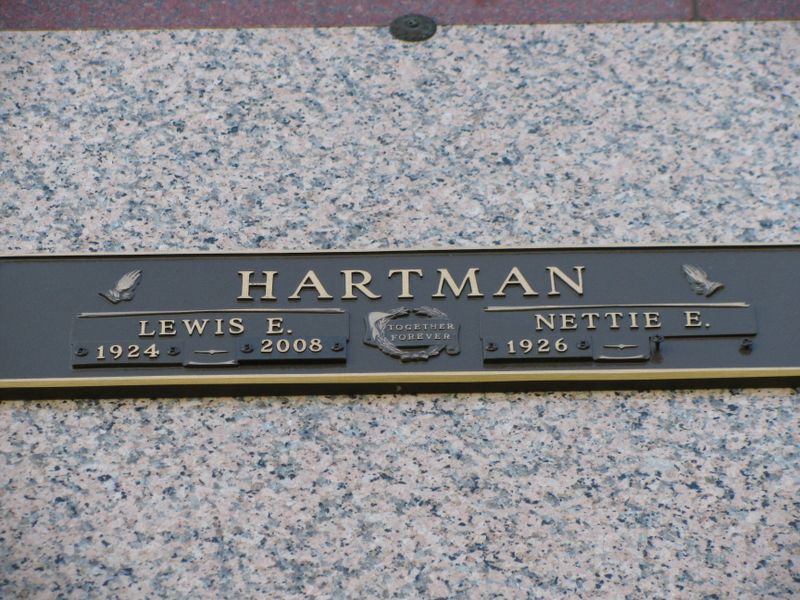 HARTMAN
LEWIS E.
1924 2008
TOGETHER
FOREVER
NETTIE E.
1926